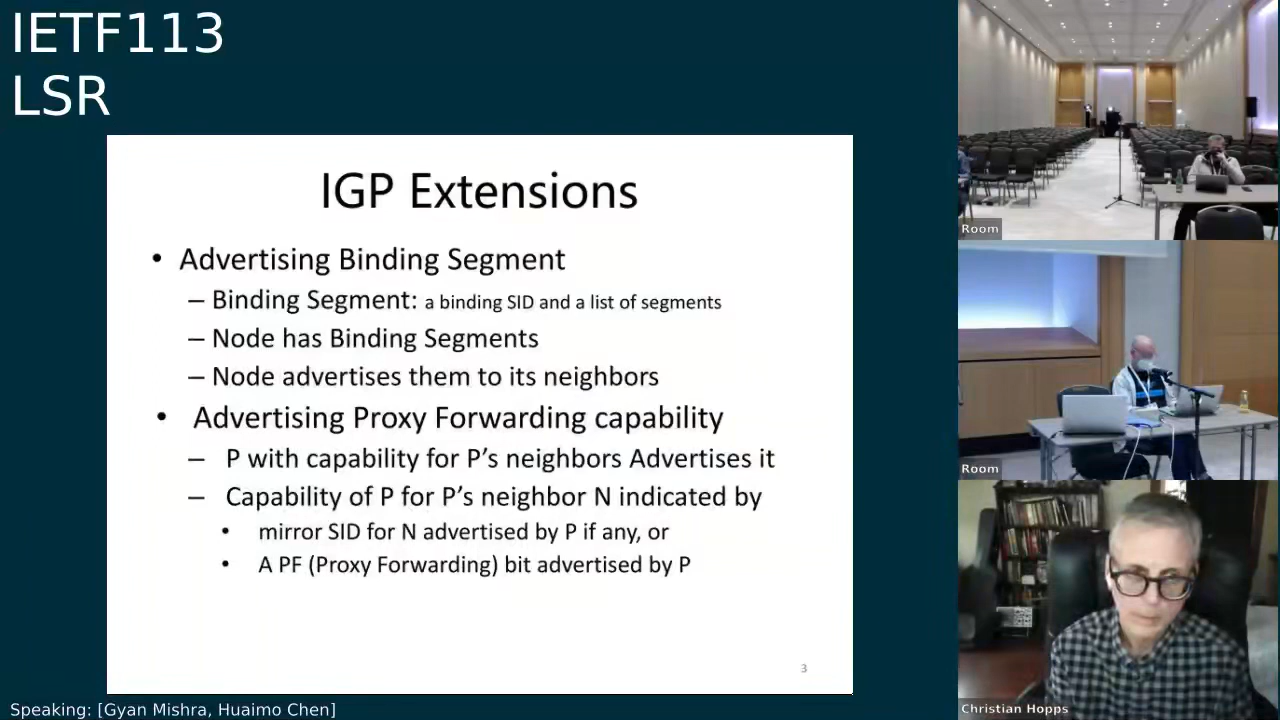 IETF113
LSR
IGP Extensions
• Advertising Binding Segment
– Binding Segment: a binding SID and a list of segments
– Node has Binding Segments
– Node advertises them to its neighbors
• Advertising Proxy Forwarding capability
– P with capability for P’s neighbors Advertises it
– Capability of P for P’s neighbor N indicated by
• mirror SID for N advertised by P if any, or
• A PF (Proxy Forwarding) bit advertised by P
3
Speaking: [Gyan Mishra, Huaimo Chen]
Room
Room
Christian Hopps